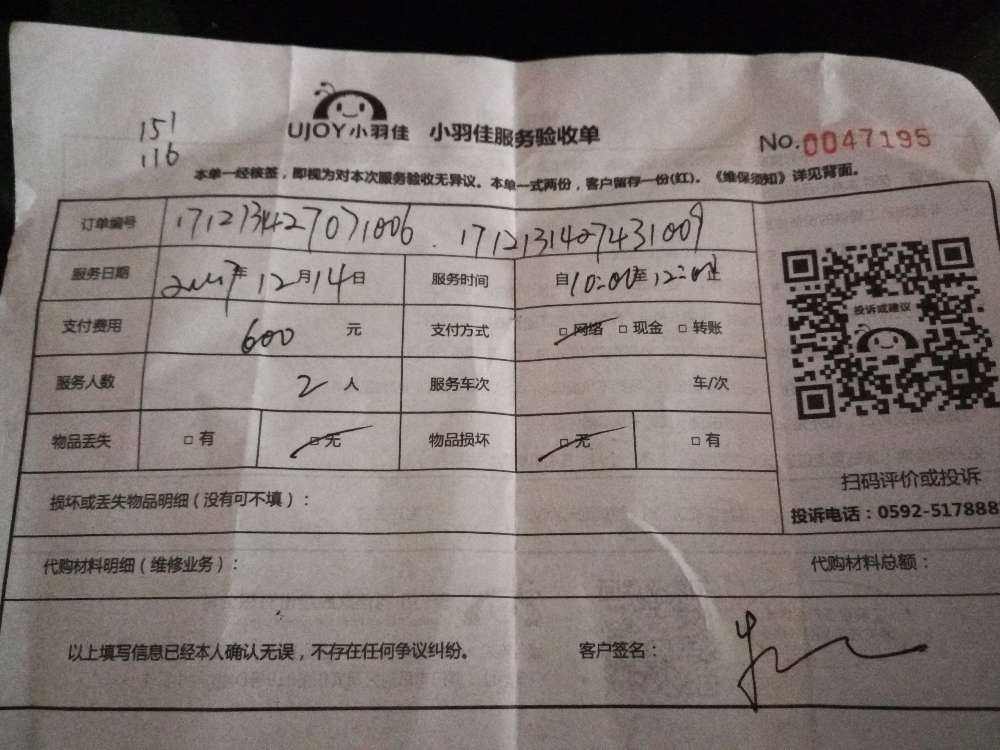 151
116
UJOY小羽佳 小羽佳服务验收单
No.0047195
本单一经核签，即视为对本次服务验收无异议。本单一式两份，客户留存一份(红)。《维保须知》详见背面。
订单编号
服务日期 2017年12月14日 服务时间 自10:00至12:00止
支付费用 600 元 支付方式 □网络 □现金 □转账
服务人数 2人 服务车次 车/次
物品丢失 □有 □无 物品损坏 □无 □有
投诉或建议
扫码评价或投诉
投诉电话：0592-517888
损坏或丢失物品明细（没有可不填）：
代购材料明细（维修业务）： 代购材料总额：
以上填写信息已经本人确认无误，不存在任何争议纠纷。 客户签名：